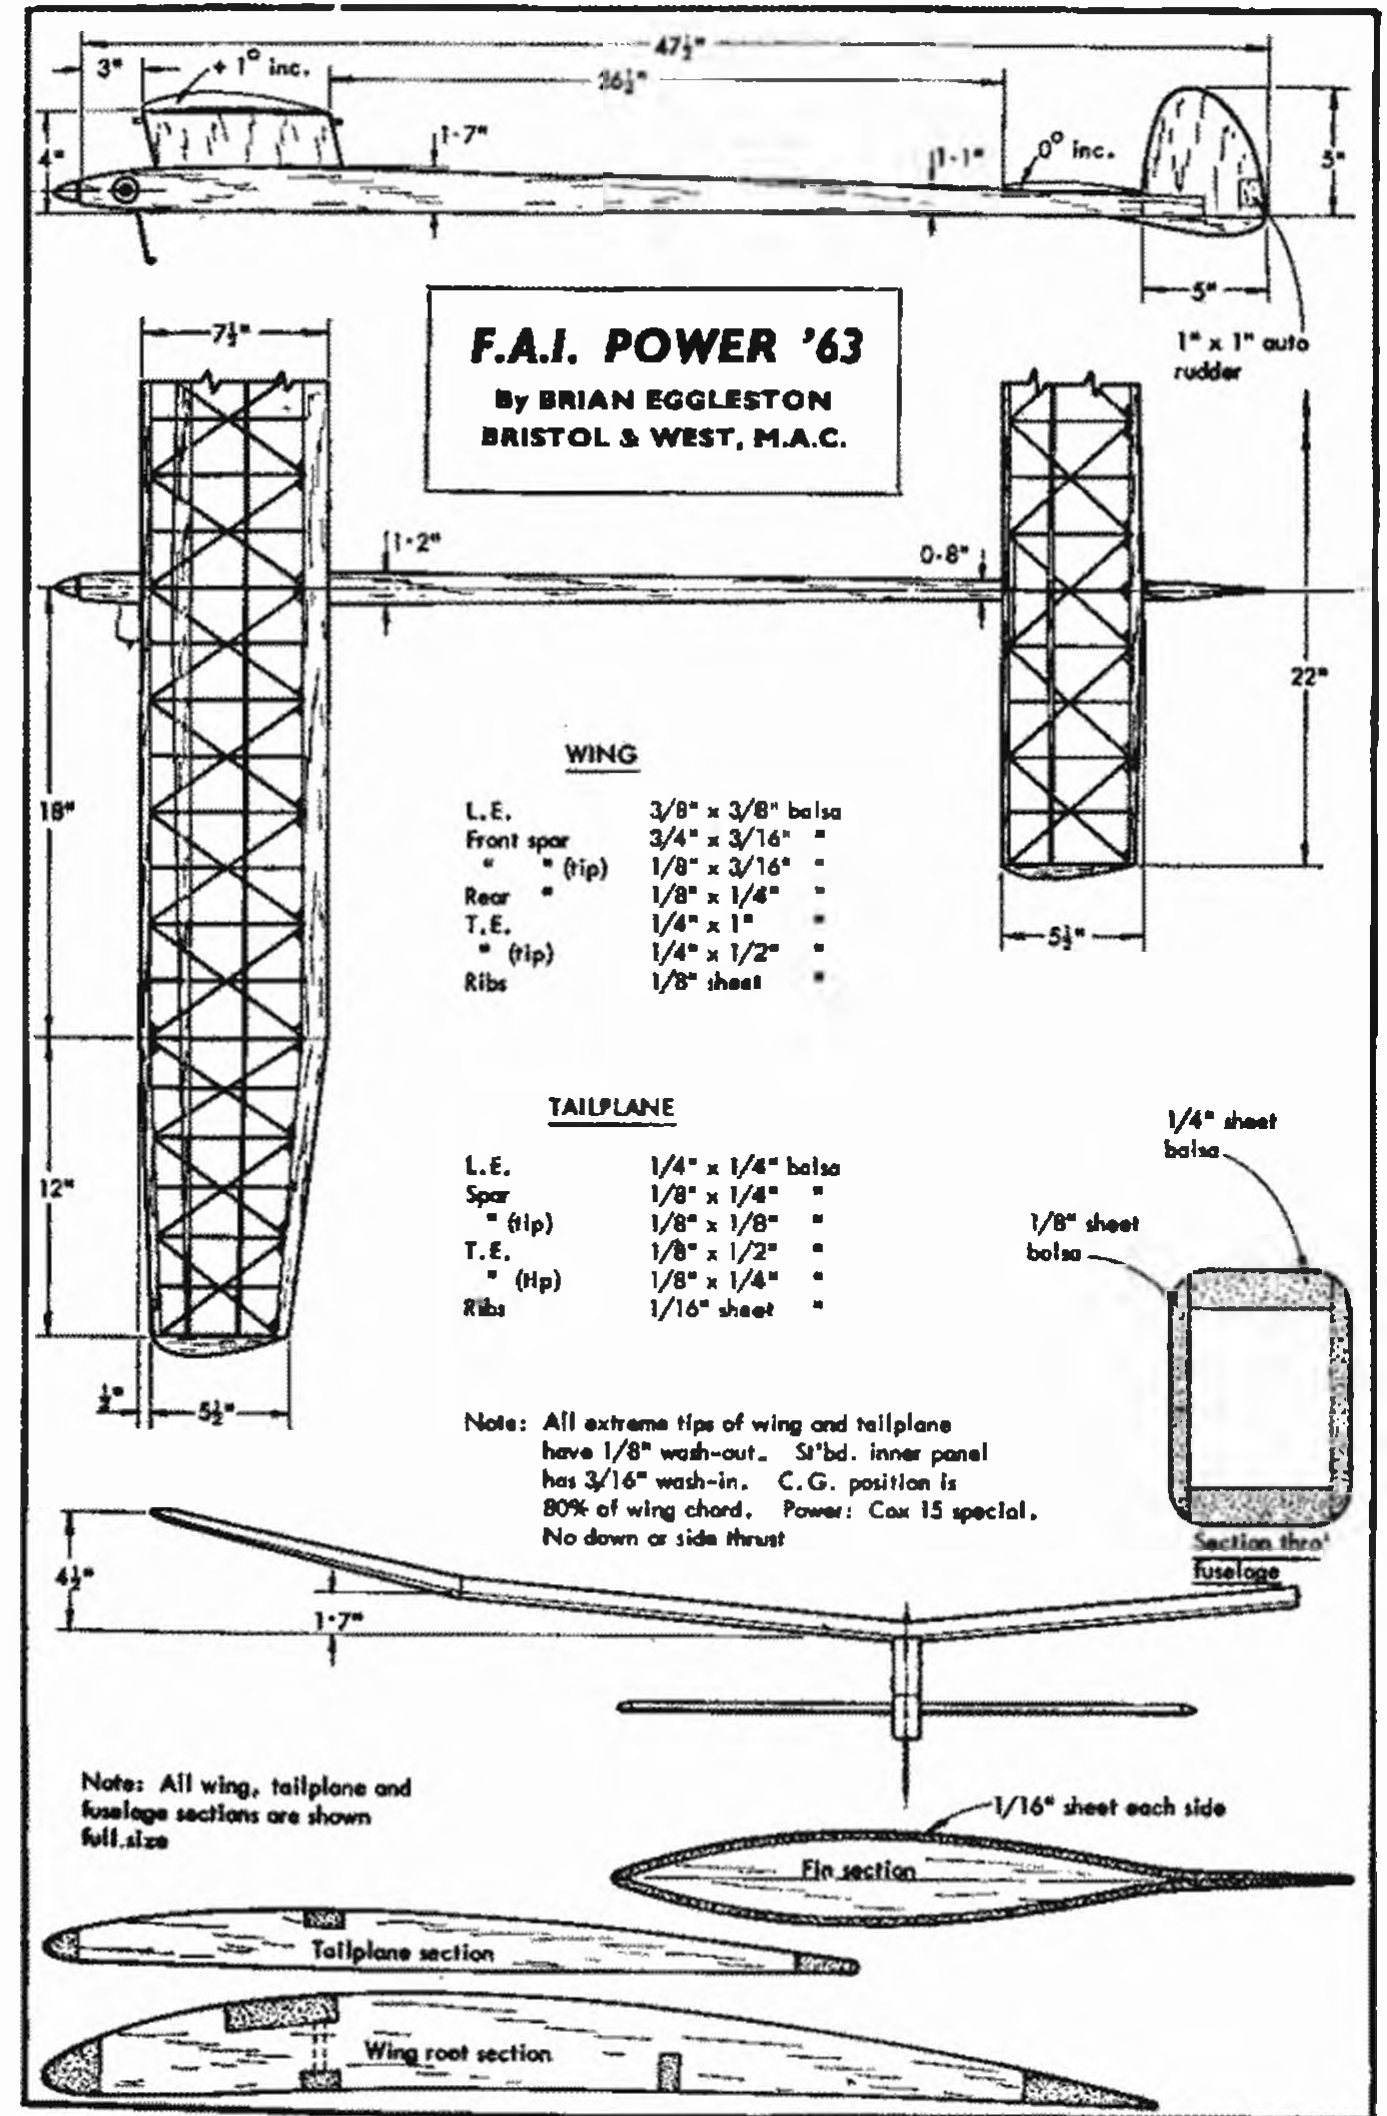 47½"
3"
+ 1° inc.
26½"
4"
1·7"
1·1"
0° inc.
5"
5"
1" x 1" auto
rudder
7½"
F.A.I. POWER '63
By BRIAN EGGLESTON
BRISTOL & WEST, M.A.C.
1·2"
0·8"
22"
18"
WING
L.E. 3/8" x 3/8" balsa
Front spar 3/4" x 3/16" "
" " (tip) 1/8" x 3/16" "
Rear " 1/8" x 1/4" "
T.E. 1/4" x 1" "
" (tip) 1/4" x 1/2" "
Ribs 1/8" sheet "
5½"
12"
TAILPLANE
L.E. 1/4" x 1/4" balsa
Spar 1/8" x 1/4" "
" (tip) 1/8" x 1/8" "
T.E. 1/8" x 1/2" "
" (tip) 1/8" x 1/4" "
Ribs 1/16" sheet "
1/4" sheet
balsa
1/8" sheet
balsa
½"
5½"
Note: All extreme tips of wing and tailplane
have 1/8" wash-out. St'bd. inner panel
has 3/16" wash-in. C.G. position is
80% of wing chord. Power: Cox 15 special.
No down or side thrust
Section thro'
fuselage
4½"
1·7"
Note: All wing, tailplane and
fuselage sections are shown
full size
1/16" sheet each side
Fin section
Tailplane section
Wing root section